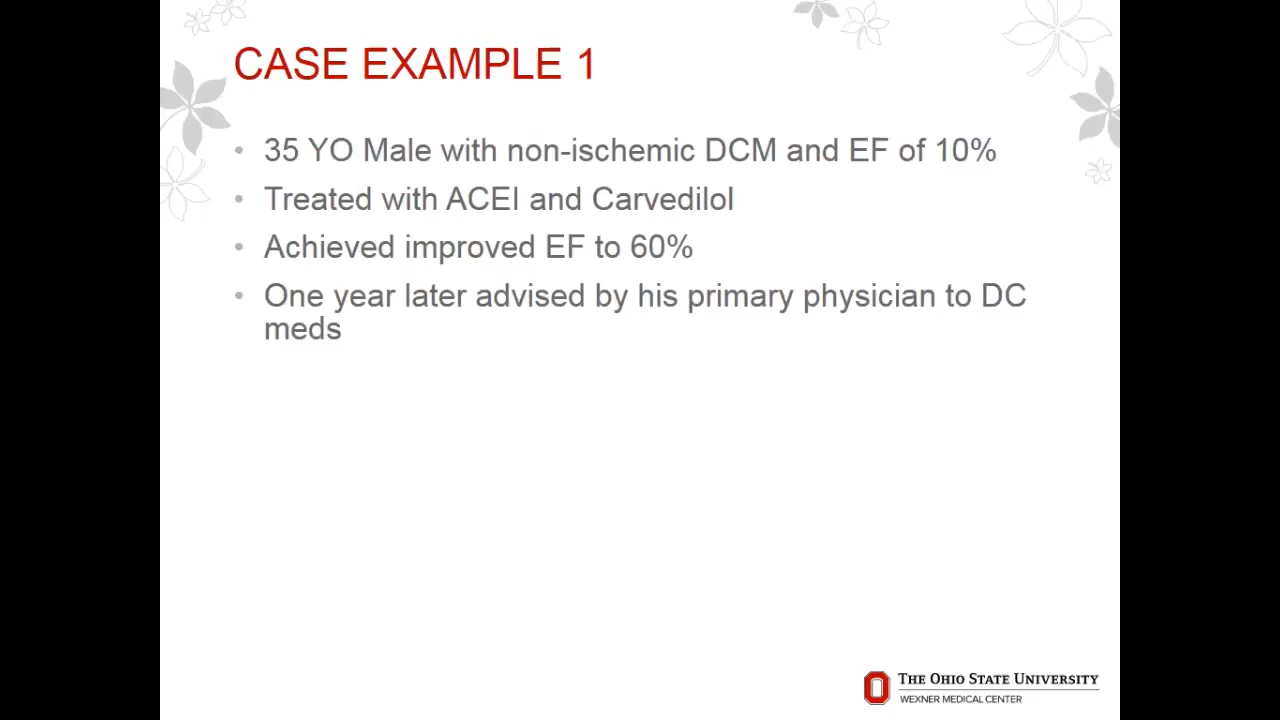 CASE EXAMPLE 1
• 35 YO Male with non-ischemic DCM and EF of 10%
• Treated with ACEI and Carvedilol
• Achieved improved EF to 60%
• One year later advised by his primary physician to DC
meds
THE OHIO STATE UNIVERSITY
WEXNER MEDICAL CENTER